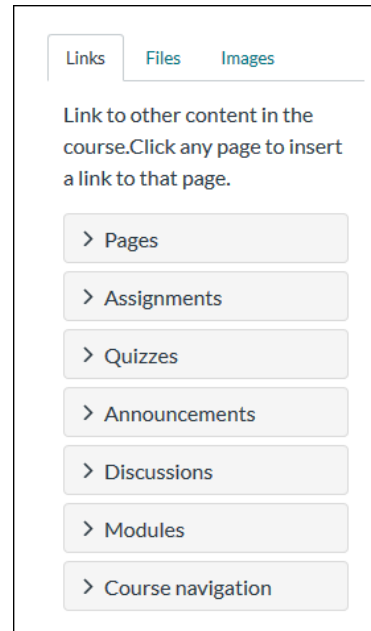 Links Files Images
Link to other content in the
course.Click any page to insert
a link to that page.
Pages
Assignments
Quizzes
Announcements
Discussions
Modules
Course navigation